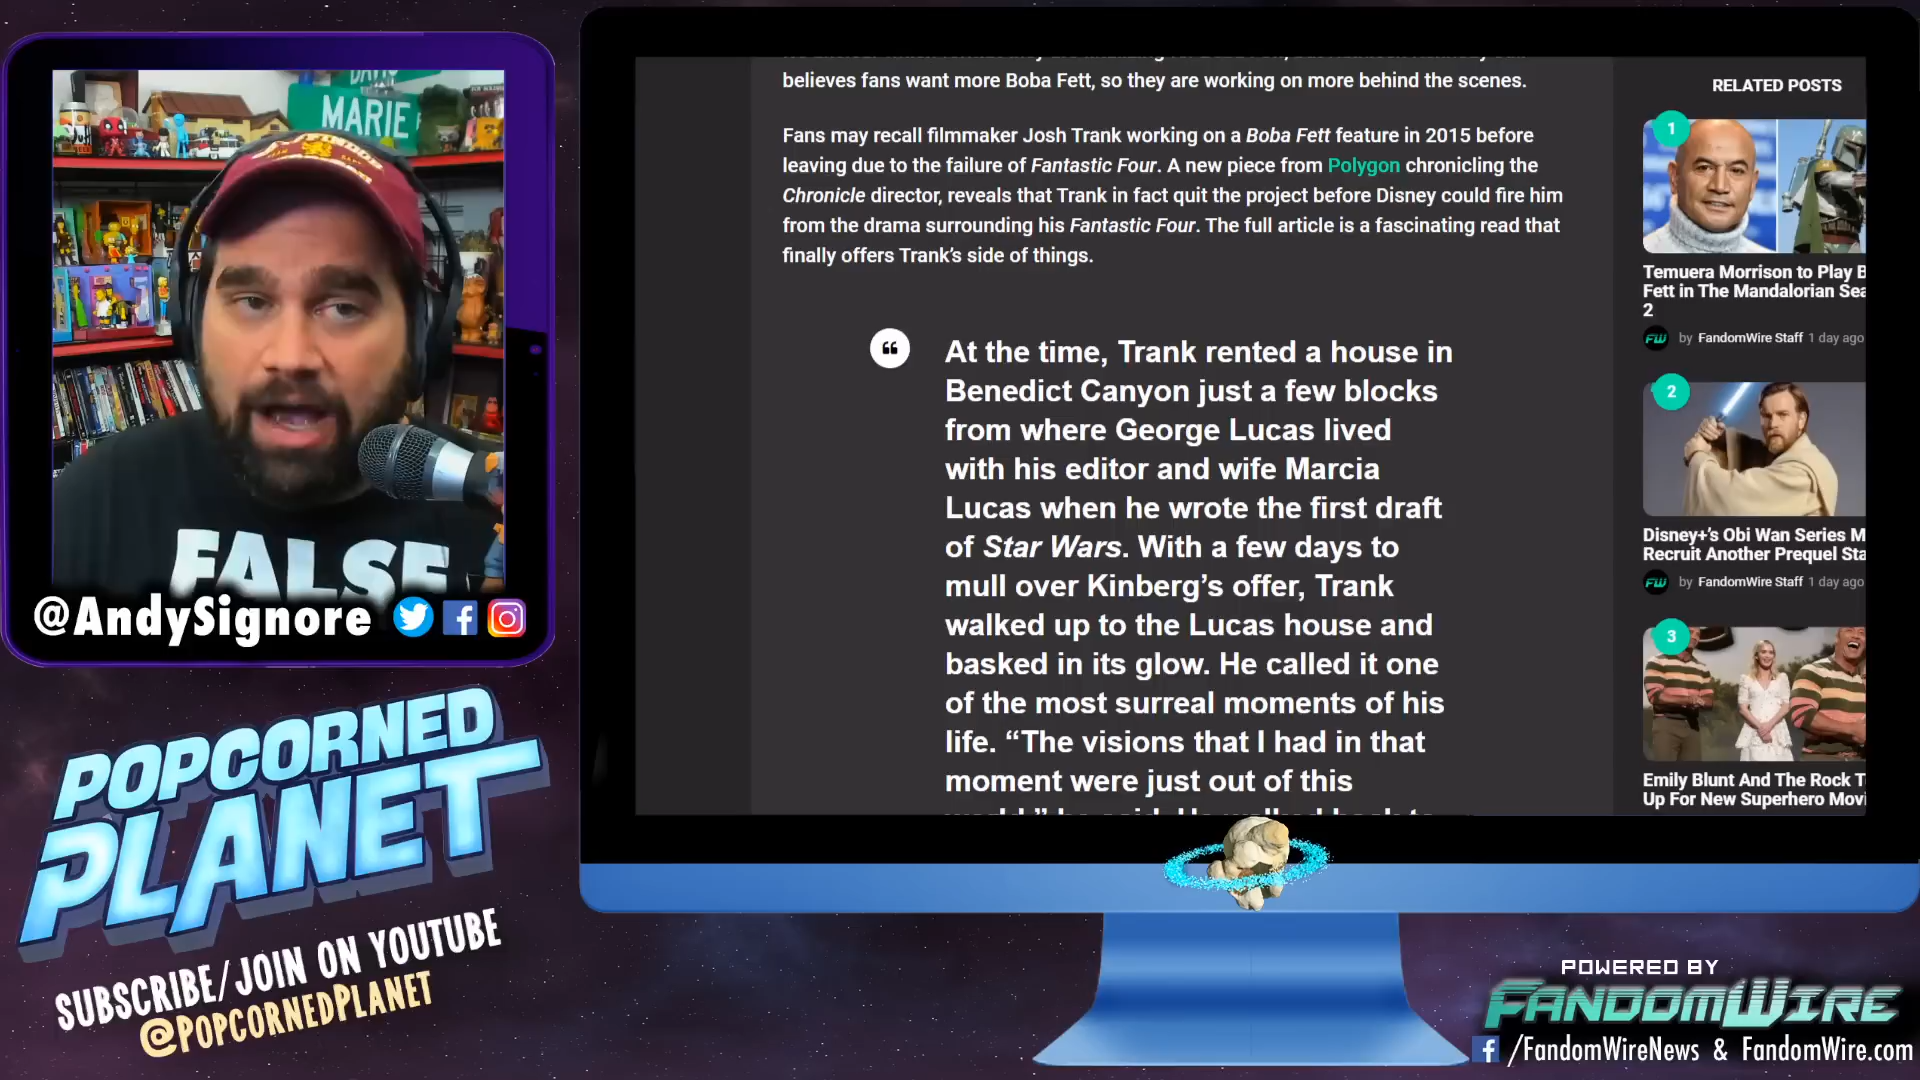 MARIE
FALSE
@AndySignore
POPCORNED
PLANET
SUBSCRIBE/JOIN ON YOUTUBE
@POPCORNEDPLANET
believes fans want more Boba Fett, so they are working on more behind the scenes.
Fans may recall filmmaker Josh Trank working on a Boba Fett feature in 2015 before
leaving due to the failure of Fantastic Four. A new piece from Polygon chronicling the
Chronicle director, reveals that Trank in fact quit the project before Disney could fire him
from the drama surrounding his Fantastic Four. The full article is a fascinating read that
finally offers Trank’s side of things.
At the time, Trank rented a house in
Benedict Canyon just a few blocks
from where George Lucas lived
with his editor and wife Marcia
Lucas when he wrote the first draft
of Star Wars. With a few days to
mull over Kinberg’s offer, Trank
walked up to the Lucas house and
basked in its glow. He called it one
of the most surreal moments of his
life. “The visions that I had in that
moment were just out of this
RELATED POSTS
1
Temuera Morrison to Play B
Fett in The Mandalorian Sea
2
FW by FandomWire Staff 1 day ago
2
Disney+’s Obi Wan Series M
Recruit Another Prequel Sta
FW by FandomWire Staff 1 day ago
3
Emily Blunt And The Rock T
Up For New Superhero Movi
POWERED BY
FANDOMWIRE
/FandomWireNews & FandomWire.com